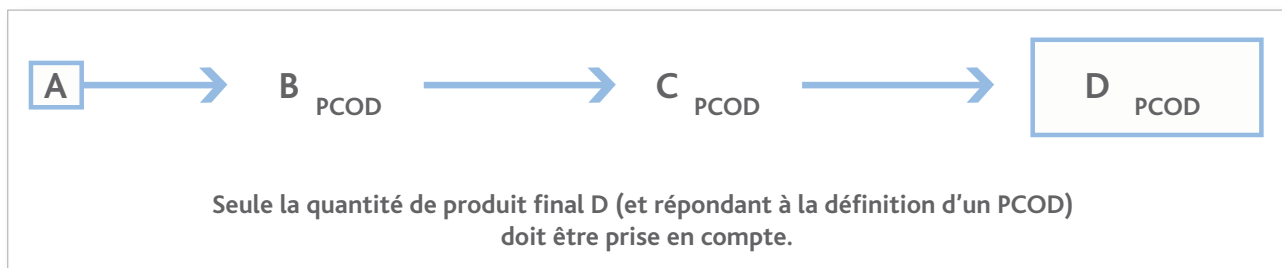 A B PCOD C PCOD D PCOD
Seule la quantité de produit final D (et répondant à la définition d’un PCOD)
doit être prise en compte.